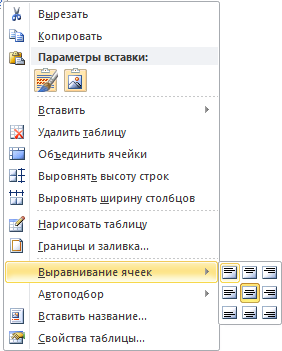 Вырезать
Копировать
Параметры вставки:
Вставить
Удалить таблицу
Объединить ячейки
Выровнять высоту строк
Выровнять ширину столбцов
Нарисовать таблицу
Границы и заливка...
Выравнивание ячеек
Автоподбор
Вставить название...
Свойства таблицы...